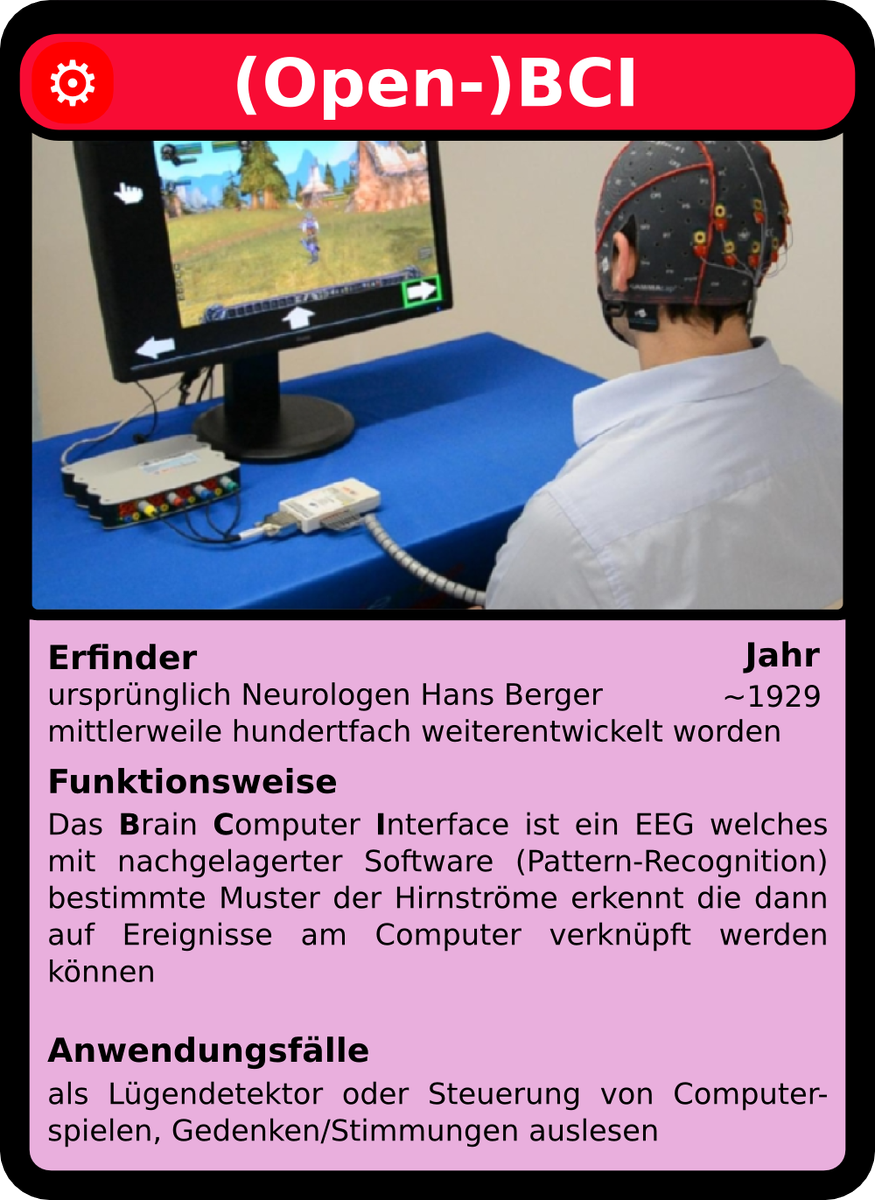 (Open-)BCI
Erfinder
Jahr
ursprünglich Neurologen Hans Berger
~1929
mittlerweile hundertfach weiterentwickelt worden
Funktionsweise
Das Brain Computer Interface ist ein EEG welches
mit nachgelagerter Software (Pattern-Recognition)
bestimmte Muster der Hirnströme erkennt die dann
auf Ereignisse am Computer verknüpft werden
können
Anwendungsfälle
als Lügendetektor oder Steuerung von Computer-
spielen, Gedenken/Stimmungen auslesen